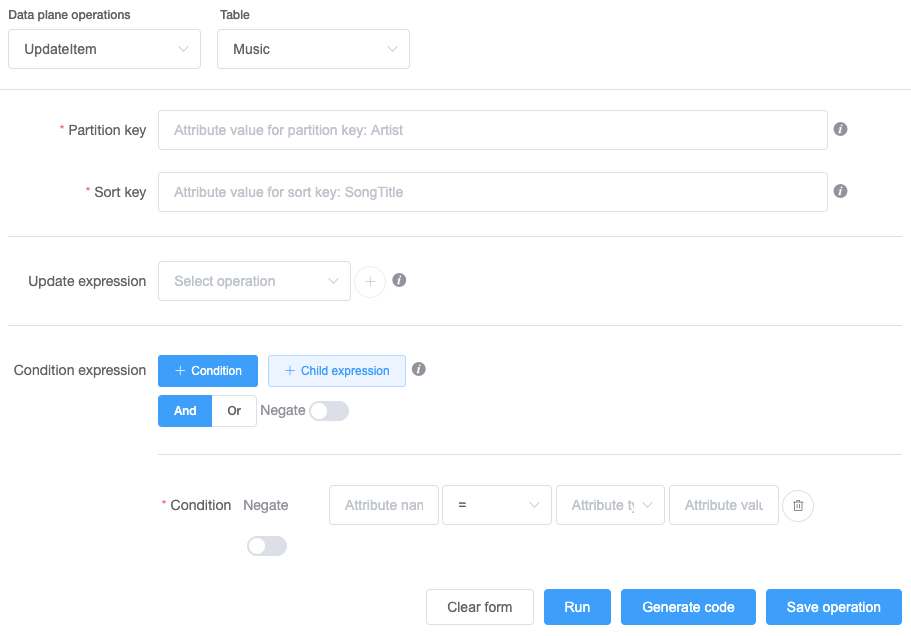 Data plane operations Table
UpdateItem Music
* Partition key Attribute value for partition key: Artist i
* Sort key Attribute value for sort key: SongTitle i
Update expression Select operation + i
Condition expression + Condition + Child expression i
And Or Negate
* Condition Negate Attribute nan = Attribute ty Attribute valu
Clear form Run Generate code Save operation